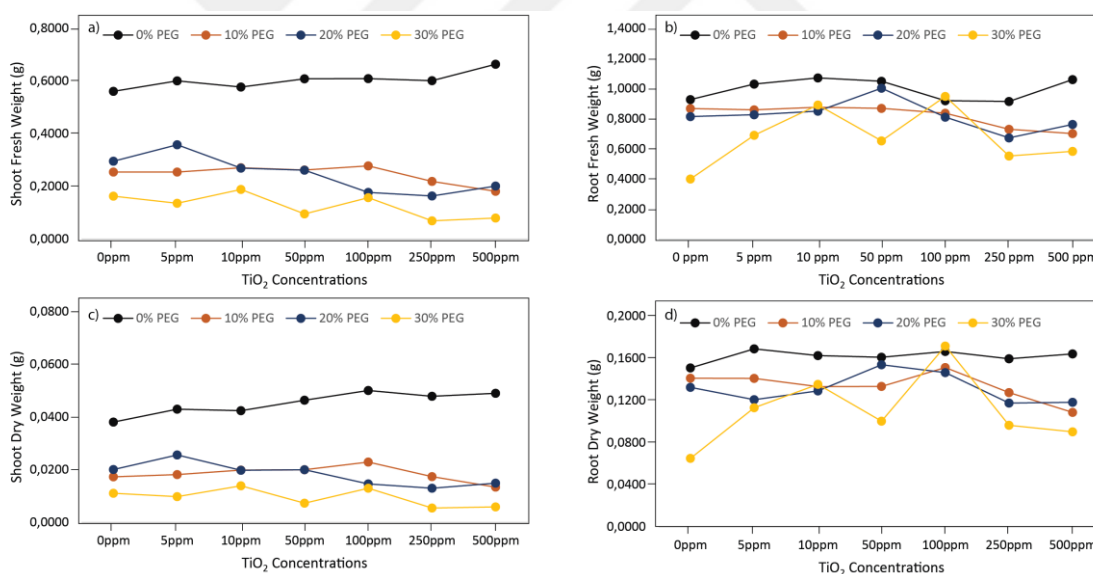 a)
0% PEG 10% PEG 20% PEG 30% PEG
Shoot Fresh Weight (g)
0,8000
0,6000
0,4000
0,2000
0,0000
0ppm 5ppm 10ppm 50ppm 100ppm 250ppm 500ppm
TiO₂ Concentrations
b)
0% PEG 10% PEG 20% PEG 30% PEG
Root Fresh Weight (g)
1,4000
1,2000
1,0000
0,8000
0,6000
0,4000
0,2000
0,0000
0 ppm 5 ppm 10 ppm 50 ppm 100 ppm 250 ppm 500 ppm
TiO₂ Concentrations
c)
0% PEG 10% PEG 20% PEG 30% PEG
Shoot Dry Weight (g)
0,0800
0,0600
0,0400
0,0200
0,0000
0ppm 5ppm 10ppm 50ppm 100ppm 250ppm 500ppm
TiO₂ Concentrations
d)
0% PEG 10% PEG 20% PEG 30% PEG
Root Dry Weight (g)
0,2000
0,1600
0,1200
0,0800
0,0400
0,0000
0ppm 5ppm 10ppm 50ppm 100ppm 250ppm 500ppm
TiO₂ Concentrations